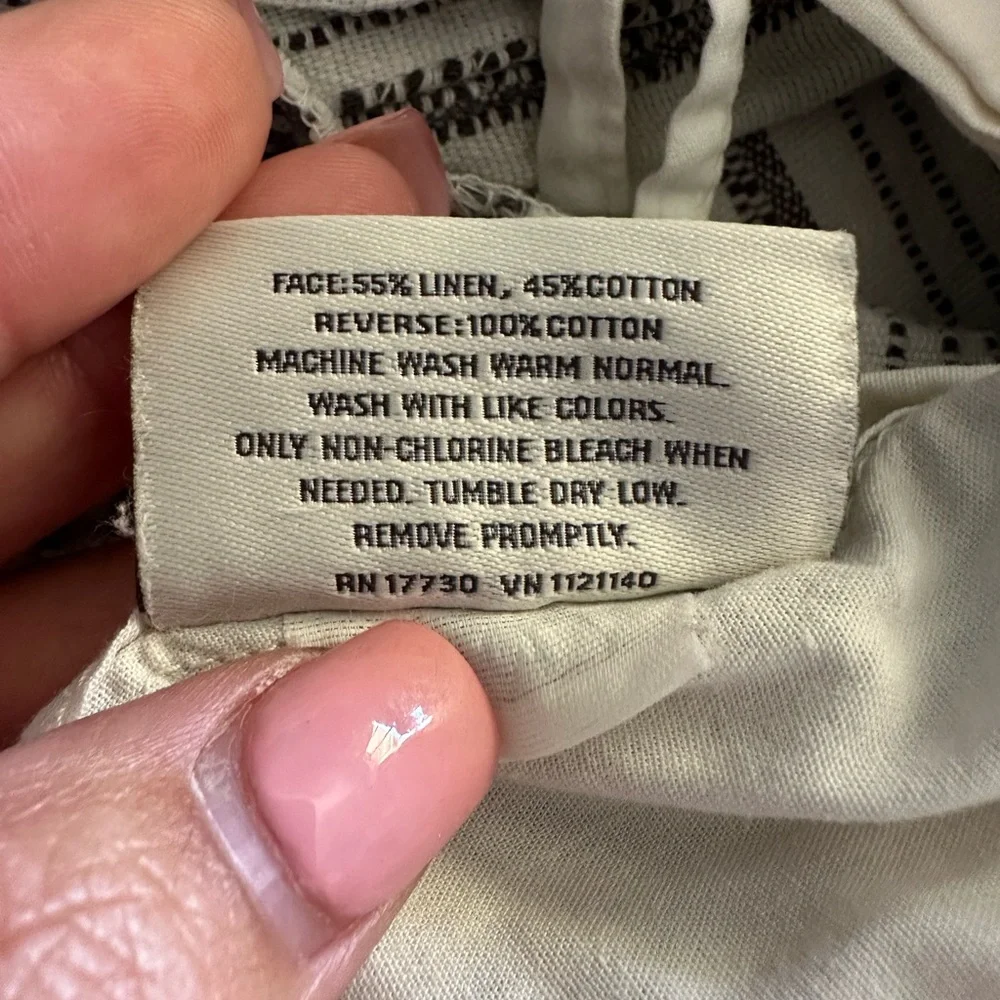 FACE:55% LINEN, 45%COTTON
REVERSE:100%COTTON
MACHINE WASH WARM NORMAL.
WASH WITH LIKE COLORS.
ONLY NON-CHLORINE BLEACH WHEN
NEEDED. TUMBLE DRY LOW.
REMOVE PROMPTLY.
RN 17730 VN 1121140